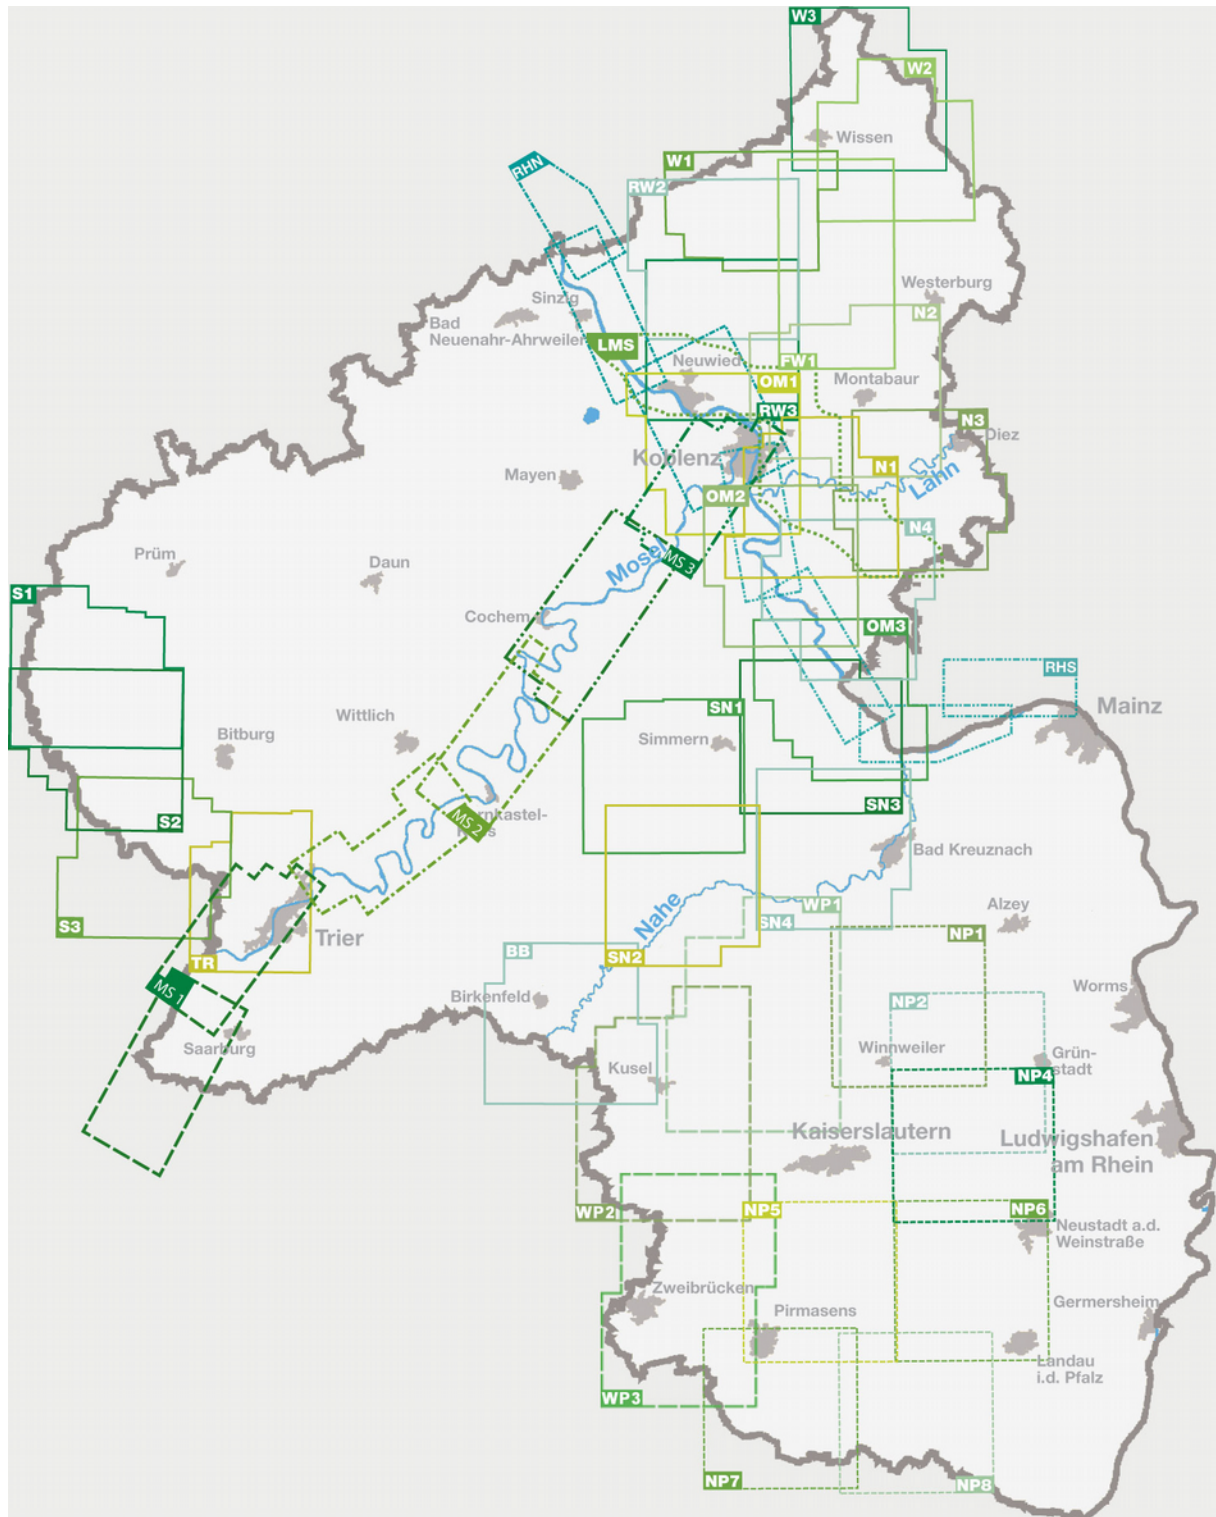 W3
W2
Wissen
W1
RHN
RW2
Westerburg
Sinzig
Bad
Neuenahr-Ahrweiler
N2
LMS
Neuwied
FW1
OM1
Montabaur
RW3
N3
Diez
Koblenz
Mayen
N1
Lahn
OM2
N4
Mosel
MS 3
Prüm
Daun
S1
Cochem
OM3
RHS
Mainz
SN1
Wittlich
Bitburg
Simmern
SN3
S2
MS 2
Bad Kreuznach
Nahe
WP1
Alzey
S3
SN4
NP1
Trier
BB
SN2
TR
MS 1
Birkenfeld
NP2
Worms
Saarburg
Winnweiler
Grün-
stadt
Kusel
NP4
Kaiserslautern
Ludwigshafen
am Rhein
WP2
NP5
NP6
Neustadt a.d.
Weinstraße
Zweibrücken
Pirmasens
Germersheim
Landau
i.d. Pfalz
WP3
NP7
NP8